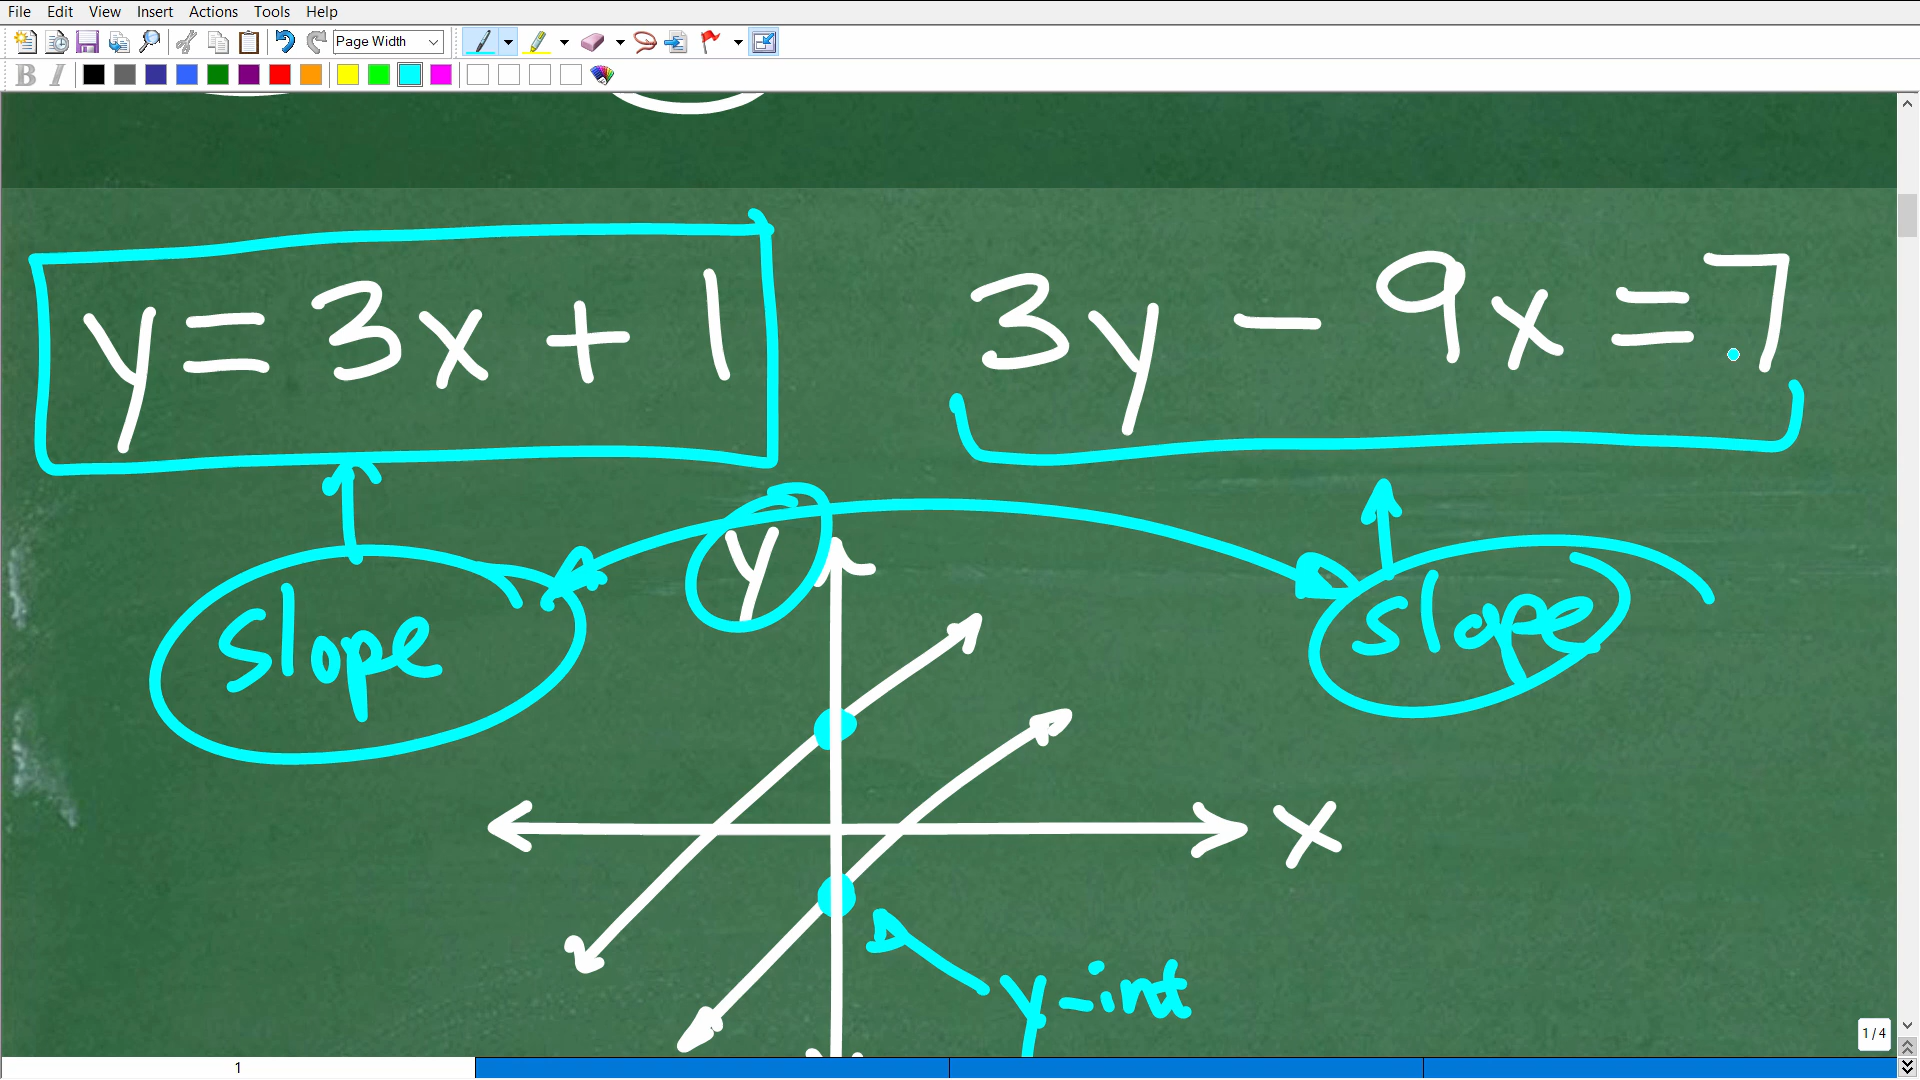 File Edit View Insert Actions Tools Help
Page Width
B I
y = 3x + 1
3y - 9x = 7
y
slope
slope
x
y-int
1 / 4
1